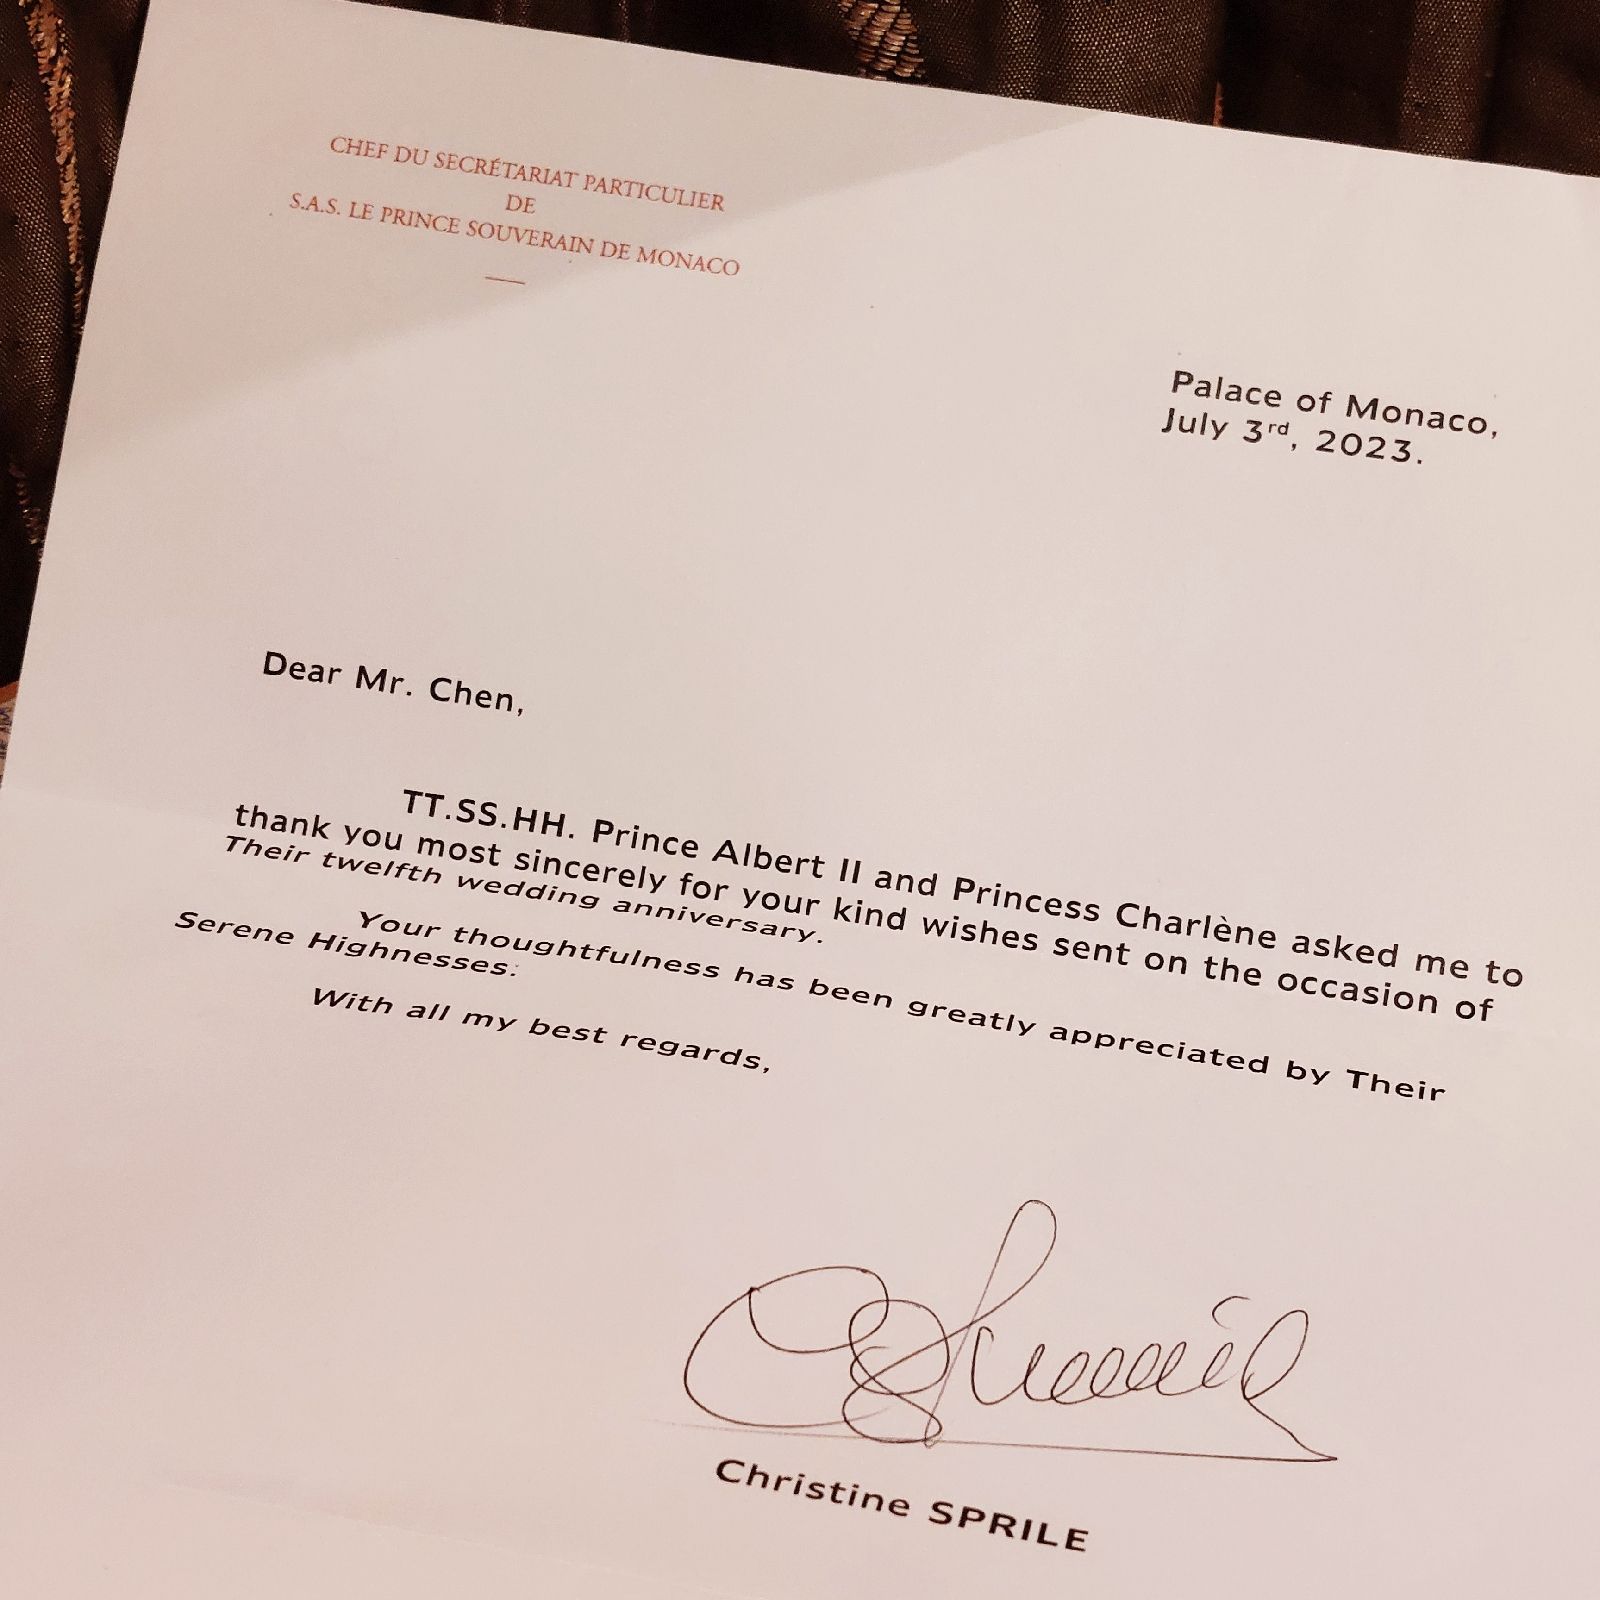 CHEF DU SECRÉTARIAT PARTICULIER
DE
S.A.S. LE PRINCE SOUVERAIN DE MONACO
Palace of Monaco,
July 3rd, 2023.
Dear Mr. Chen,
TT.SS.HH. Prince Albert II and Princess Charlène asked me to
thank you most sincerely for your kind wishes sent on the occasion of
Their twelfth wedding anniversary.
Your thoughtfulness has been greatly appreciated by Their
Serene Highnesses.
With all my best regards,
Christine SPRILE